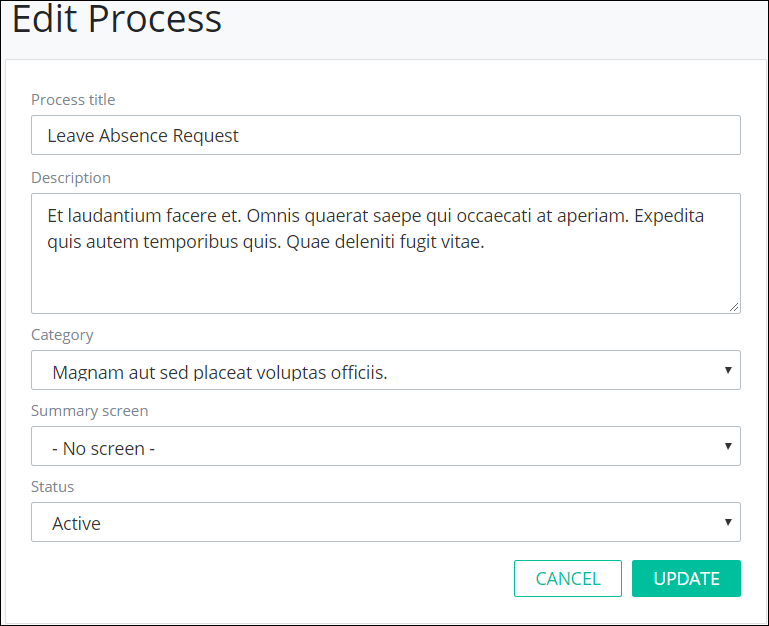 Edit Process
Process title
Leave Absence Request
Description
Et laudantium facere et. Omnis quaerat saepe qui occaecati at aperiam. Expedita
quis autem temporibus quis. Quae deleniti fugit vitae.
Category
Magnam aut sed placeat voluptas officiis.
Summary screen
- No screen -
Status
Active
CANCEL UPDATE